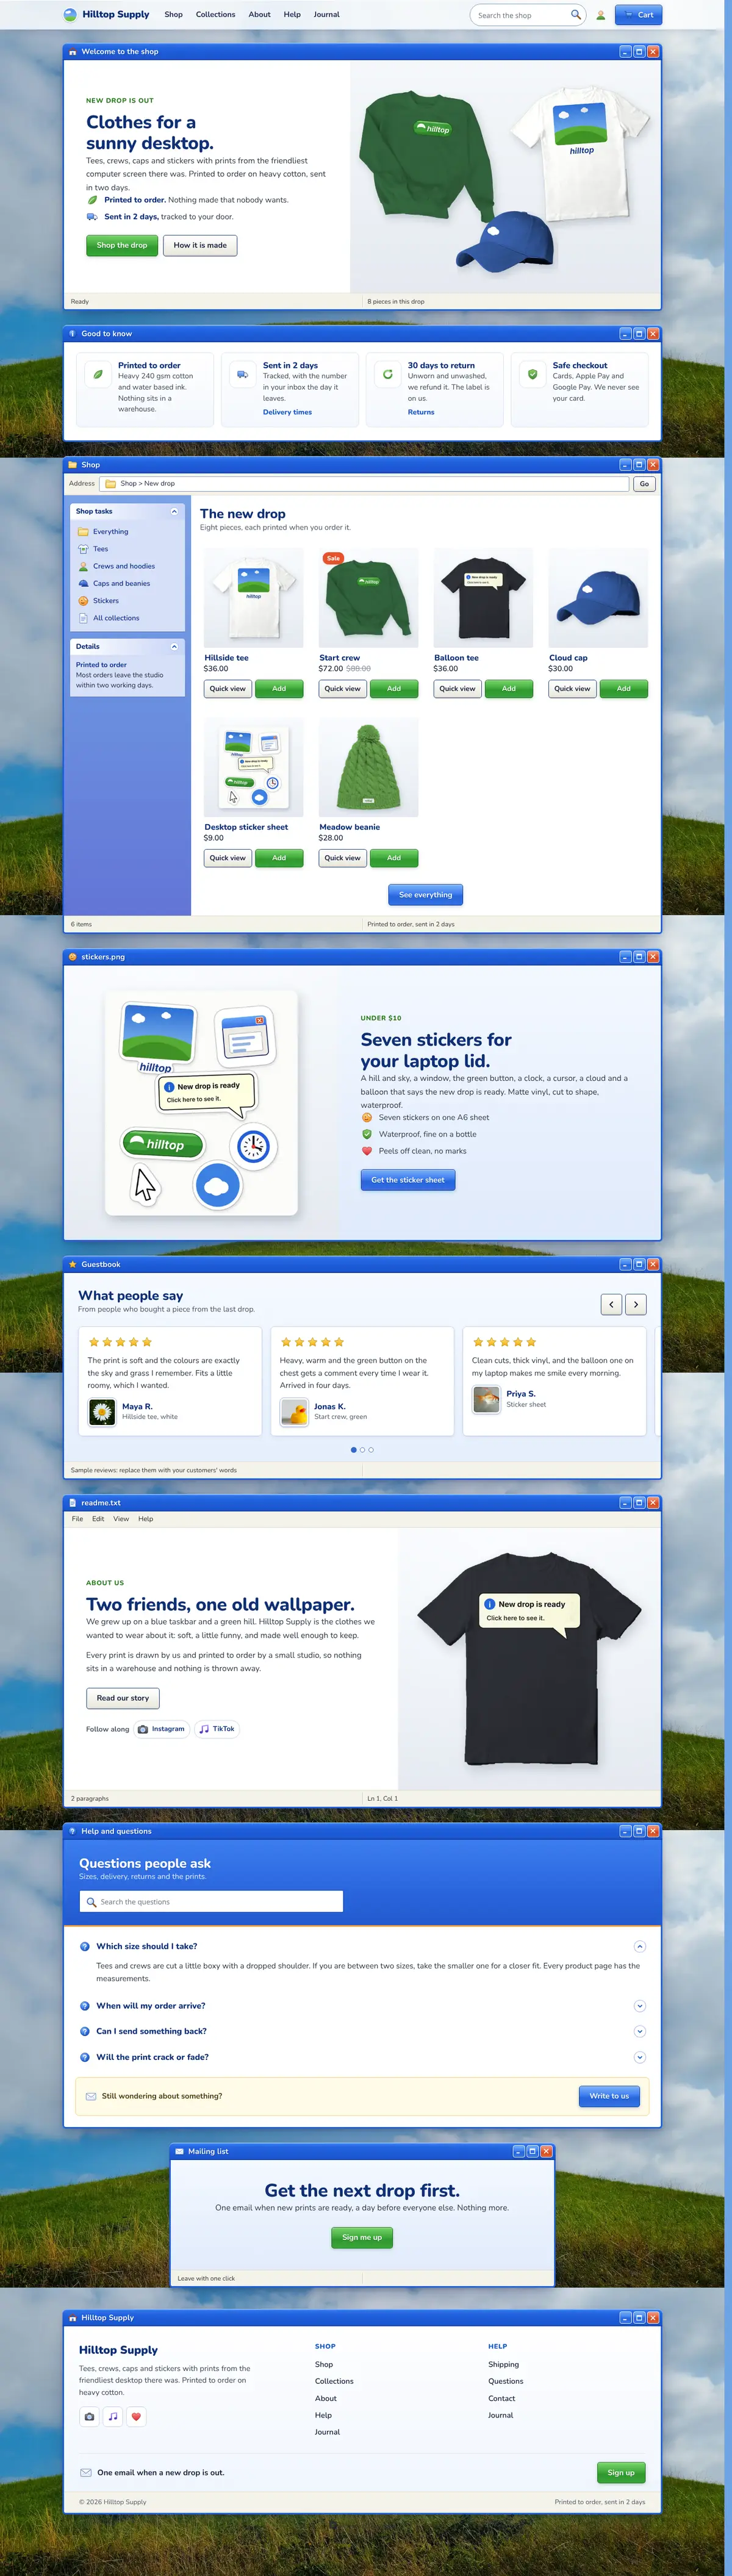 Hilltop Supply
Shop
Collections
About
Help
Journal
Search the shop
Cart
Welcome to the shop
NEW DROP IS OUT
Clothes for a
sunny desktop.
Tees, crews, caps and stickers with prints from the friendliest
computer screen there was. Printed to order on heavy cotton, sent
in two days.
Printed to order. Nothing made that nobody wants.
Sent in 2 days, tracked to your door.
Shop the drop
How it is made
hilltop
hilltop
Ready
8 pieces in this drop
Good to know
Printed to order
Heavy 240 gsm cotton
and water based ink.
Nothing sits in a
warehouse.
Sent in 2 days
Tracked, with the number
in your inbox the day it
leaves.
Delivery times
30 days to return
Unworn and unwashed,
we refund it. The label is
on us.
Returns
Safe checkout
Cards, Apple Pay and
Google Pay. We never see
your card.
Shop
Address
Shop > New drop
Go
Shop tasks
Everything
Tees
Crews and hoodies
Caps and beanies
Stickers
All collections
Details
Printed to order
Most orders leave the studio
within two working days.
The new drop
Eight pieces, each printed when you order it.
hilltop
Hillside tee
$36.00
Quick view
Add
Sale
hilltop
Start crew
$72.00 $88.00
Quick view
Add
New drop is ready
Click here to see it.
Balloon tee
$36.00
Quick view
Add
Cloud cap
$30.00
Quick view
Add
hilltop
New drop is ready
Click here to see it.
hilltop
Desktop sticker sheet
$9.00
Quick view
Add
Meadow beanie
$28.00
Quick view
Add
See everything
6 items
Printed to order, sent in 2 days
stickers.png
hilltop
New drop is ready
Click here to see it.
hilltop
UNDER $10
Seven stickers for
your laptop lid.
A hill and sky, a window, the green button, a clock, a cursor, a cloud and a
balloon that says the new drop is ready. Matte vinyl, cut to shape,
waterproof.
Seven stickers on one A6 sheet
Waterproof, fine on a bottle
Peels off clean, no marks
Get the sticker sheet
Guestbook
What people say
From people who bought a piece from the last drop.
The print is soft and the colours are exactly
the sky and grass I remember. Fits a little
roomy, which I wanted.
Maya R.
Hillside tee, white
Heavy, warm and the green button on the
chest gets a comment every time I wear it.
Arrived in four days.
Jonas K.
Start crew, green
Clean cuts, thick vinyl, and the balloon one on
my laptop makes me smile every morning.
Priya S.
Sticker sheet
Sample reviews: replace them with your customers' words
readme.txt
File
Edit
View
Help
ABOUT US
Two friends, one old wallpaper.
We grew up on a blue taskbar and a green hill. Hilltop Supply is the clothes we
wanted to wear about it: soft, a little funny, and made well enough to keep.
Every print is drawn by us and printed to order by a small studio, so nothing
sits in a warehouse and nothing is thrown away.
Read our story
Follow along
Instagram
TikTok
New drop is ready
Click here to see it.
2 paragraphs
Ln 1, Col 1
Help and questions
Questions people ask
Sizes, delivery, returns and the prints.
Search the questions
Which size should I take?
Tees and crews are cut a little boxy with a dropped shoulder. If you are between two sizes, take the smaller one for a closer fit. Every product page has the
measurements.
When will my order arrive?
Can I send something back?
Will the print crack or fade?
Still wondering about something?
Write to us
Mailing list
Get the next drop first.
One email when new prints are ready, a day before everyone else. Nothing more.
Sign me up
Leave with one click
Hilltop Supply
Hilltop Supply
Tees, crews, caps and stickers with prints from the
friendliest desktop there was. Printed to order on
heavy cotton.
SHOP
Shop
Collections
About
Help
Journal
HELP
Shipping
Questions
Contact
Journal
One email when a new drop is out.
Sign up
© 2026 Hilltop Supply
Printed to order, sent in 2 days